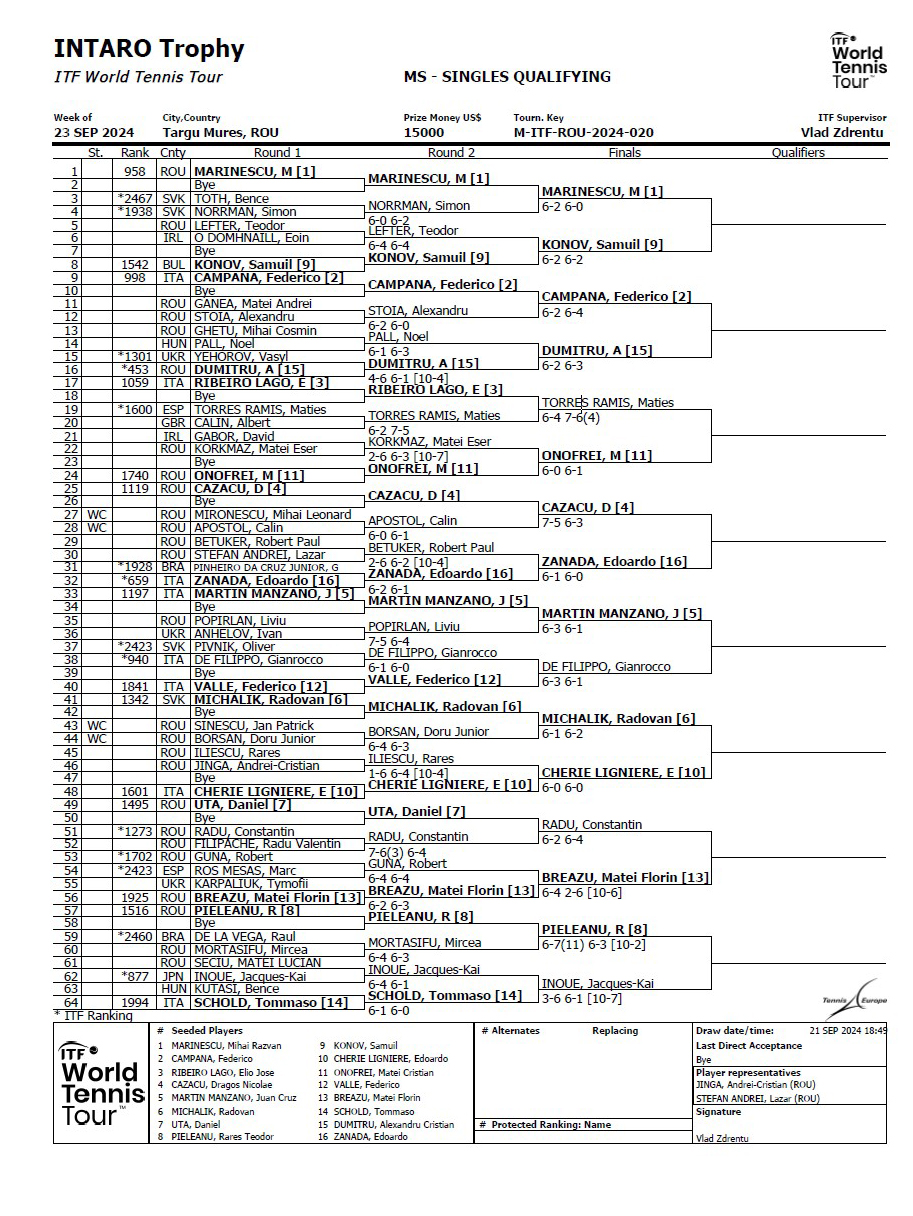 INTARO Trophy
ITF World Tennis Tour
MS - SINGLES QUALIFYING
ITF World Tennis Tour™
Week of City,Country Prize Money US$ Tourn. Key ITF Supervisor
23 SEP 2024 Targu Mures, ROU 15000 M-ITF-ROU-2024-020 Vlad Zdrentu
St. Rank Cnty Round 1 Round 2 Finals Qualifiers
1 958 ROU MARINESCU, M [1]
2 Bye
3 *2467 SVK TOTH, Bence
4 *1938 SVK NORRMAN, Simon
5 ROU LEFTER, Teodor
6 IRL O DOMHNAILL, Eoin
7 Bye
8 1542 BUL KONOV, Samuil [9]
9 998 ITA CAMPANA, Federico [2]
10 Bye
11 ROU GANEA, Matei Andrei
12 ROU STOIA, Alexandru
13 ROU GHETU, Mihai Cosmin
14 HUN PALL, Noel
15 *1301 UKR YEHOROV, Vasyl
16 *453 ROU DUMITRU, A [15]
17 1059 ITA RIBEIRO LAGO, E [3]
18 Bye
19 *1600 ESP TORRES RAMIS, Maties
20 GBR CALIN, Albert
21 IRL GABOR, David
22 ROU KORKMAZ, Matei Eser
23 Bye
24 1740 ROU ONOFREI, M [11]
25 1119 ROU CAZACU, D [4]
26 Bye
27 WC ROU MIRONESCU, Mihai Leonard
28 WC ROU APOSTOL, Calin
29 ROU BETUKER, Robert Paul
30 ROU STEFAN ANDREI, Lazar
31 *1928 BRA PINHEIRO DA CRUZ JUNIOR, G
32 *659 ITA ZANADA, Edoardo [16]
33 1197 ITA MARTIN MANZANO, J [5]
34 Bye
35 ROU POPIRLAN, Liviu
36 UKR ANHELOV, Ivan
37 *2423 SVK PIVNIK, Oliver
38 *940 ITA DE FILIPPO, Gianrocco
39 Bye
40 1841 ITA VALLE, Federico [12]
41 1342 SVK MICHALIK, Radovan [6]
42 Bye
43 WC ROU SINESCU, Jan Patrick
44 WC ROU BORSAN, Doru Junior
45 ROU ILIESCU, Rares
46 ROU JINGA, Andrei-Cristian
47 Bye
48 1601 ITA CHERIE LIGNIERE, E [10]
49 1495 ROU UTA, Daniel [7]
50 Bye
51 *1273 ROU RADU, Constantin
52 ROU FILIPACHE, Radu Valentin
53 *1702 ROU GUNA, Robert
54 *2423 ESP ROS MESAS, Marc
55 UKR KARPALIUK, Tymofii
56 1925 ROU BREAZU, Matei Florin [13]
57 1516 ROU PIELEANU, R [8]
58 Bye
59 *2460 BRA DE LA VEGA, Raul
60 ROU MORTASIFU, Mircea
61 ROU SECIU, MATEI LUCIAN
62 *877 JPN INOUE, Jacques-Kai
63 HUN KUTASI, Bence
64 1994 ITA SCHOLD, Tommaso [14]
* ITF Ranking
MARINESCU, M [1]
NORRMAN, Simon
6-0 6-2
LEFTER, Teodor
6-4 6-4
KONOV, Samuil [9]
CAMPANA, Federico [2]
STOIA, Alexandru
6-2 6-0
PALL, Noel
6-1 6-3
DUMITRU, A [15]
4-6 6-1 [10-4]
RIBEIRO LAGO, E [3]
TORRES RAMIS, Maties
6-2 7-5
KORKMAZ, Matei Eser
2-6 6-3 [10-7]
ONOFREI, M [11]
CAZACU, D [4]
APOSTOL, Calin
6-0 6-1
BETUKER, Robert Paul
2-6 6-2 [10-4]
ZANADA, Edoardo [16]
6-2 6-1
MARTIN MANZANO, J [5]
POPIRLAN, Liviu
7-5 6-4
DE FILIPPO, Gianrocco
6-1 6-0
VALLE, Federico [12]
MICHALIK, Radovan [6]
BORSAN, Doru Junior
6-4 6-3
ILIESCU, Rares
1-6 6-4 [10-4]
CHERIE LIGNIERE, E [10]
UTA, Daniel [7]
RADU, Constantin
7-6(3) 6-4
GUNA, Robert
6-4 6-4
BREAZU, Matei Florin [13]
6-2 6-3
PIELEANU, R [8]
MORTASIFU, Mircea
6-4 6-3
INOUE, Jacques-Kai
6-4 6-1
SCHOLD, Tommaso [14]
6-1 6-0
MARINESCU, M [1]
6-2 6-0
KONOV, Samuil [9]
6-2 6-2
CAMPANA, Federico [2]
6-2 6-4
DUMITRU, A [15]
6-2 6-3
TORRES RAMIS, Maties
6-4 7-6(4)
ONOFREI, M [11]
6-0 6-1
CAZACU, D [4]
7-5 6-3
ZANADA, Edoardo [16]
6-1 6-0
MARTIN MANZANO, J [5]
6-3 6-1
DE FILIPPO, Gianrocco
6-3 6-1
MICHALIK, Radovan [6]
6-1 6-2
CHERIE LIGNIERE, E [10]
6-0 6-0
RADU, Constantin
6-2 6-4
BREAZU, Matei Florin [13]
6-4 2-6 [10-6]
PIELEANU, R [8]
6-7(11) 6-3 [10-2]
INOUE, Jacques-Kai
3-6 6-1 [10-7]
Tennis Europe
ITF World Tennis Tour™
# Seeded Players
1 MARINESCU, Mihai Razvan
2 CAMPANA, Federico
3 RIBEIRO LAGO, Elio Jose
4 CAZACU, Dragos Nicolae
5 MARTIN MANZANO, Juan Cruz
6 MICHALIK, Radovan
7 UTA, Daniel
8 PIELEANU, Rares Teodor
9 KONOV, Samuil
10 CHERIE LIGNIERE, Edoardo
11 ONOFREI, Matei Cristian
12 VALLE, Federico
13 BREAZU, Matei Florin
14 SCHOLD, Tommaso
15 DUMITRU, Alexandru Cristian
16 ZANADA, Edoardo
# Alternates Replacing
# Protected Ranking: Name
Draw date/time: 21 SEP 2024 18:49
Last Direct Acceptance
Bye
Player representatives
JINGA, Andrei-Cristian (ROU)
STEFAN ANDREI, Lazar (ROU)
Signature
Vlad Zdrentu